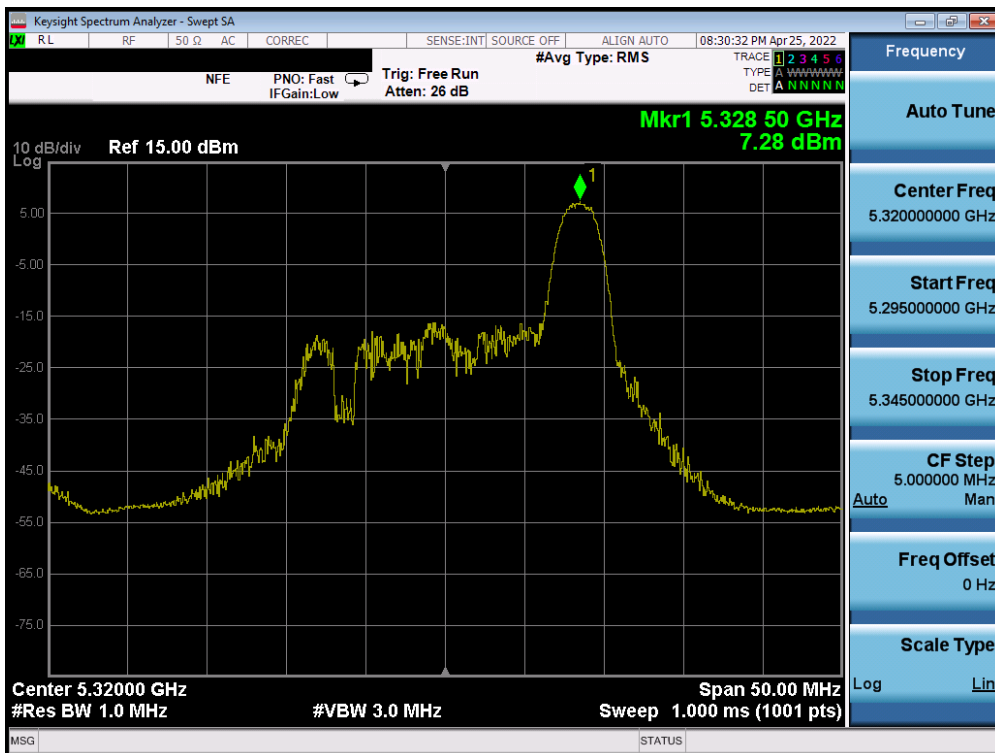 Keysight Spectrum Analyzer - Swept SA
LXI RL RF 50 Ω AC CORREC SENSE:INT SOURCE OFF ALIGN AUTO 08:30:32 PM Apr 25, 2022
#Avg Type: RMS TRACE 1 2 3 4 5 6
NFE PNO: Fast Trig: Free Run TYPE A WWWWW
IFGain:Low Atten: 26 dB DET A N N N N N
Mkr1 5.328 50 GHz
7.28 dBm
10 dB/div Ref 15.00 dBm
Log
1
5.00
-5.00
-15.0
-25.0
-35.0
-45.0
-55.0
-65.0
-75.0
Center 5.32000 GHz Span 50.00 MHz
#Res BW 1.0 MHz #VBW 3.0 MHz Sweep 1.000 ms (1001 pts)
MSG STATUS
Frequency
Auto Tune
Center Freq
5.320000000 GHz
Start Freq
5.295000000 GHz
Stop Freq
5.345000000 GHz
CF Step
5.000000 MHz
Auto Man
Freq Offset
0 Hz
Scale Type
Log Lin